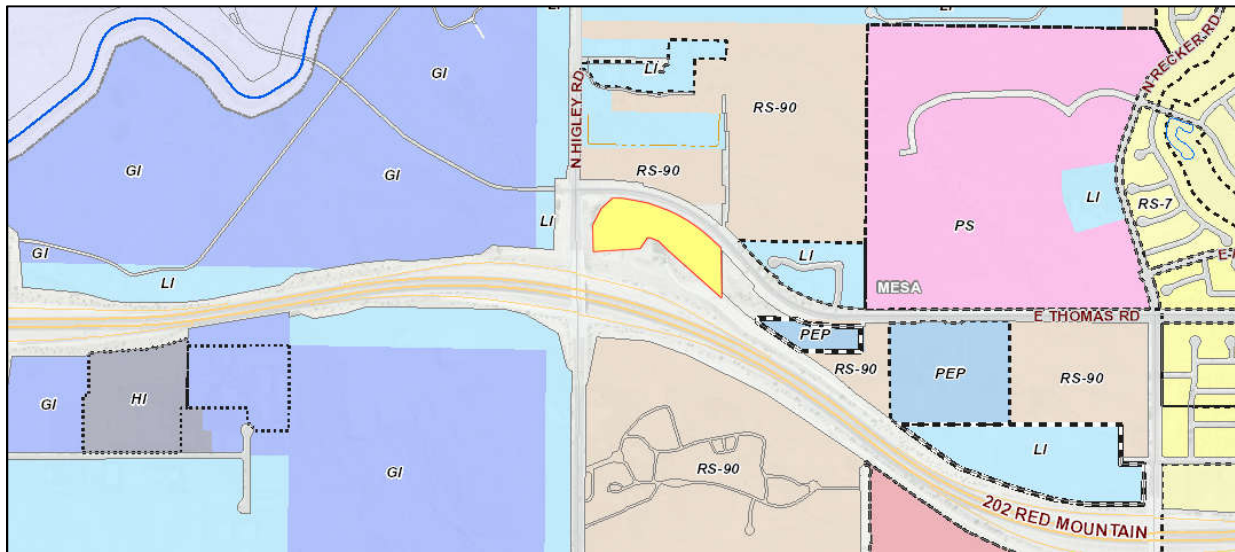 LI
LI
GI
LI
N RECKER RD
N HIGLEY RD
RS-90
GI
GI
RS-90
LI
RS-7
LI
PS
GI
LI
LI
MESA
E THOMAS RD
PEP
RS-90
PEP
RS-90
GI
HI
LI
GI
RS-90
202 RED MOUNTAIN